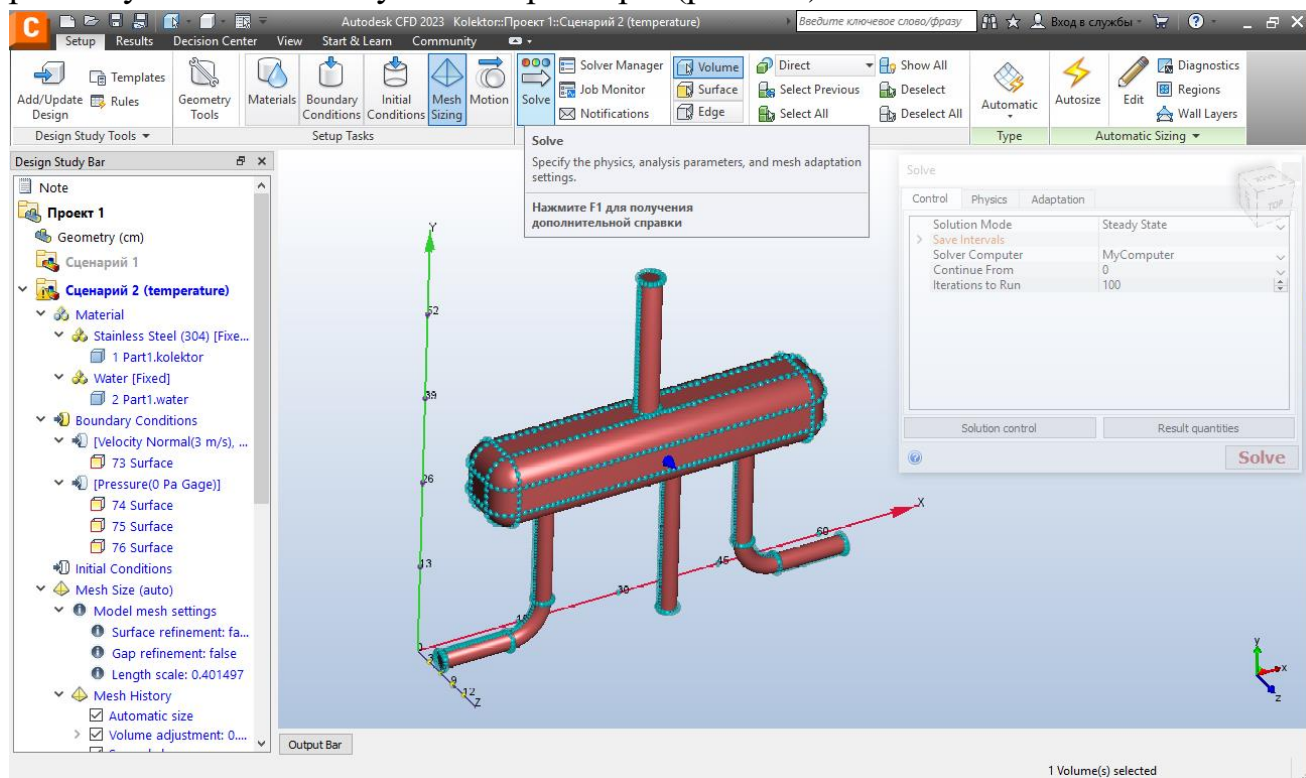 Autodesk CFD 2023 Kolektor::Проект 1::Сценарий 2 (temperature)
Введите ключевое слово/фразу
Вход в службы
Setup Results Decision Center View Start & Learn Community
Add/Update Design
Templates
Rules
Geometry Tools
Materials
Boundary Conditions
Initial Conditions
Mesh Sizing
Motion
Solve
Solver Manager
Job Monitor
Notifications
Volume
Surface
Edge
Direct
Select Previous
Select All
Show All
Deselect
Deselect All
Automatic
Autosize
Edit
Diagnostics
Regions
Wall Layers
Design Study Tools
Setup Tasks
Type
Automatic Sizing
Solve
Specify the physics, analysis parameters, and mesh adaptation
settings.
Нажмите F1 для получения
дополнительной справки
Design Study Bar
Note
Проект 1
Geometry (cm)
Сценарий 1
Сценарий 2 (temperature)
Material
Stainless Steel (304) [Fixe...
1 Part1.kolektor
Water [Fixed]
2 Part1.water
Boundary Conditions
[Velocity Normal(3 m/s), ...
73 Surface
[Pressure(0 Pa Gage)]
74 Surface
75 Surface
76 Surface
Initial Conditions
Mesh Size (auto)
Model mesh settings
Surface refinement: fa...
Gap refinement: false
Length scale: 0.401497
Mesh History
Automatic size
Volume adjustment: 0....
Y
52
39
26
13
X
60
45
30
9
12
Z
Solve
Control Physics Adaptation
Solution Mode Steady State
Save Intervals
Solver Computer MyComputer
Continue From 0
Iterations to Run 100
Solution control
Result quantities
Solve
TOP
y
x
z
Output Bar
1 Volume(s) selected